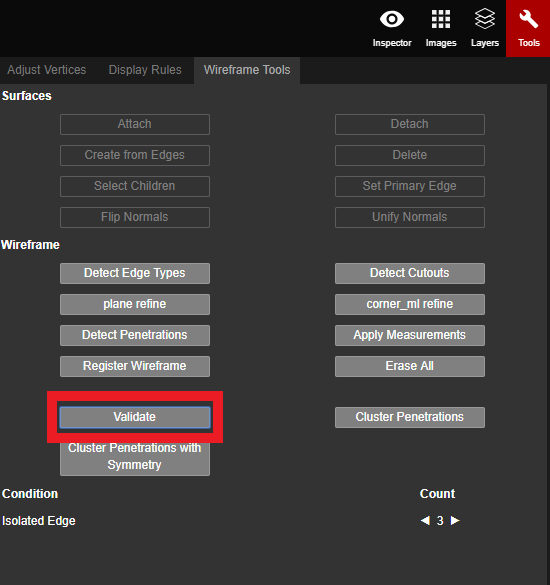 Inspector Images Layers Tools
Adjust Vertices Display Rules Wireframe Tools
Surfaces
Attach Detach
Create from Edges Delete
Select Children Set Primary Edge
Flip Normals Unify Normals
Wireframe
Detect Edge Types Detect Cutouts
plane refine corner_ml refine
Detect Penetrations Apply Measurements
Register Wireframe Erase All
Validate Cluster Penetrations
Cluster Penetrations with
Symmetry
Condition Count
Isolated Edge 3